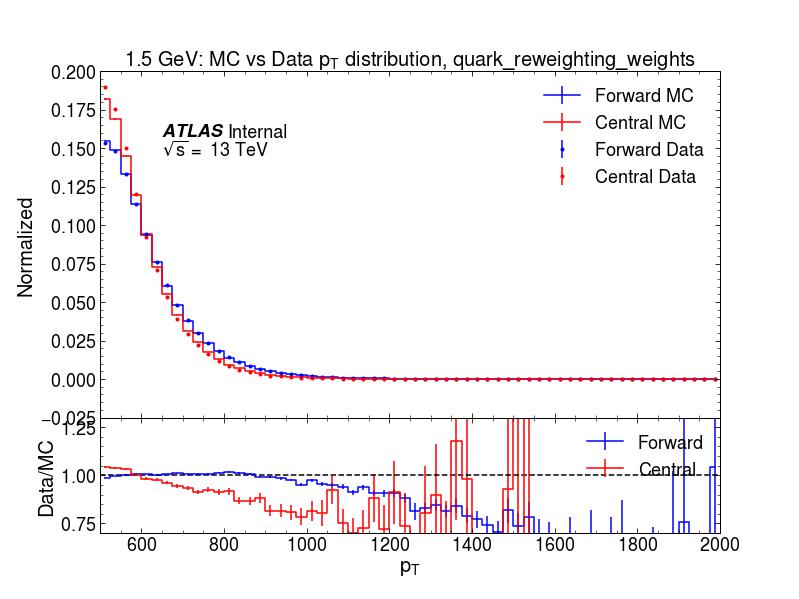 1.5 GeV: MC vs Data pT distribution, quark_reweighting_weights
0.200
0.175
0.150
0.125
0.100
0.075
0.050
0.025
0.000
−0.025
Normalized
ATLAS Internal
√s = 13 TeV
Forward MC
Central MC
Forward Data
Central Data
1.25
1.00
0.75
Data/MC
Forward
Central
600 800 1000 1200 1400 1600 1800 2000
pT